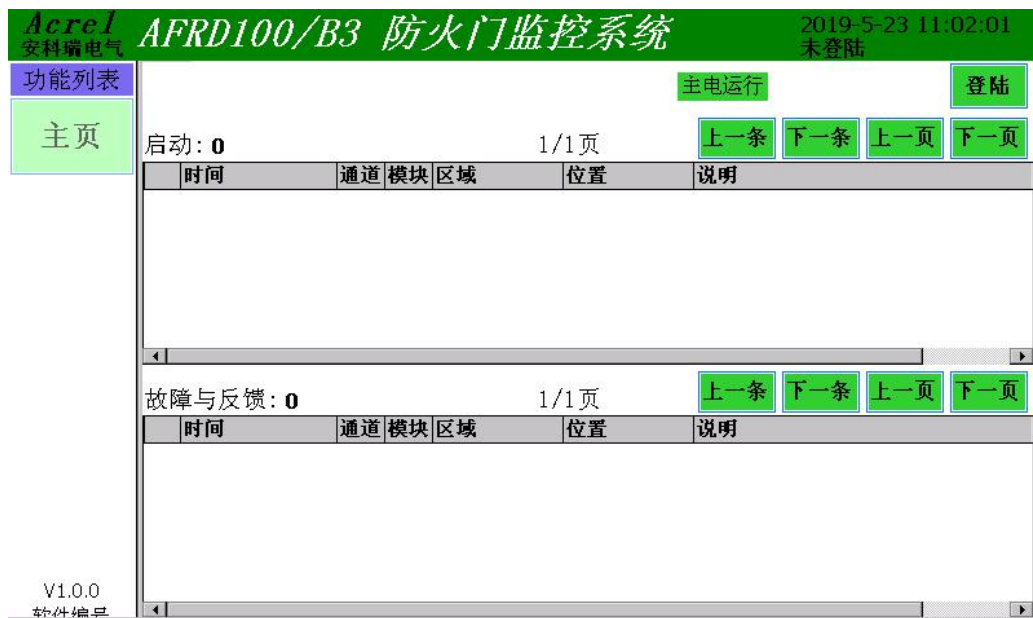 Acrel
安科瑞电气
AFRD100/B3 防火门监控系统
2019-5-23 11:02:01
未登陆
功能列表
主电运行
登陆
主页
启动: 0
1/1页
上一条 下一条 上一页 下一页
时间 通道 模块 区域 位置 说明
故障与反馈: 0
1/1页
上一条 下一条 上一页 下一页
时间 通道 模块 区域 位置 说明
V1.0.0
软件编号